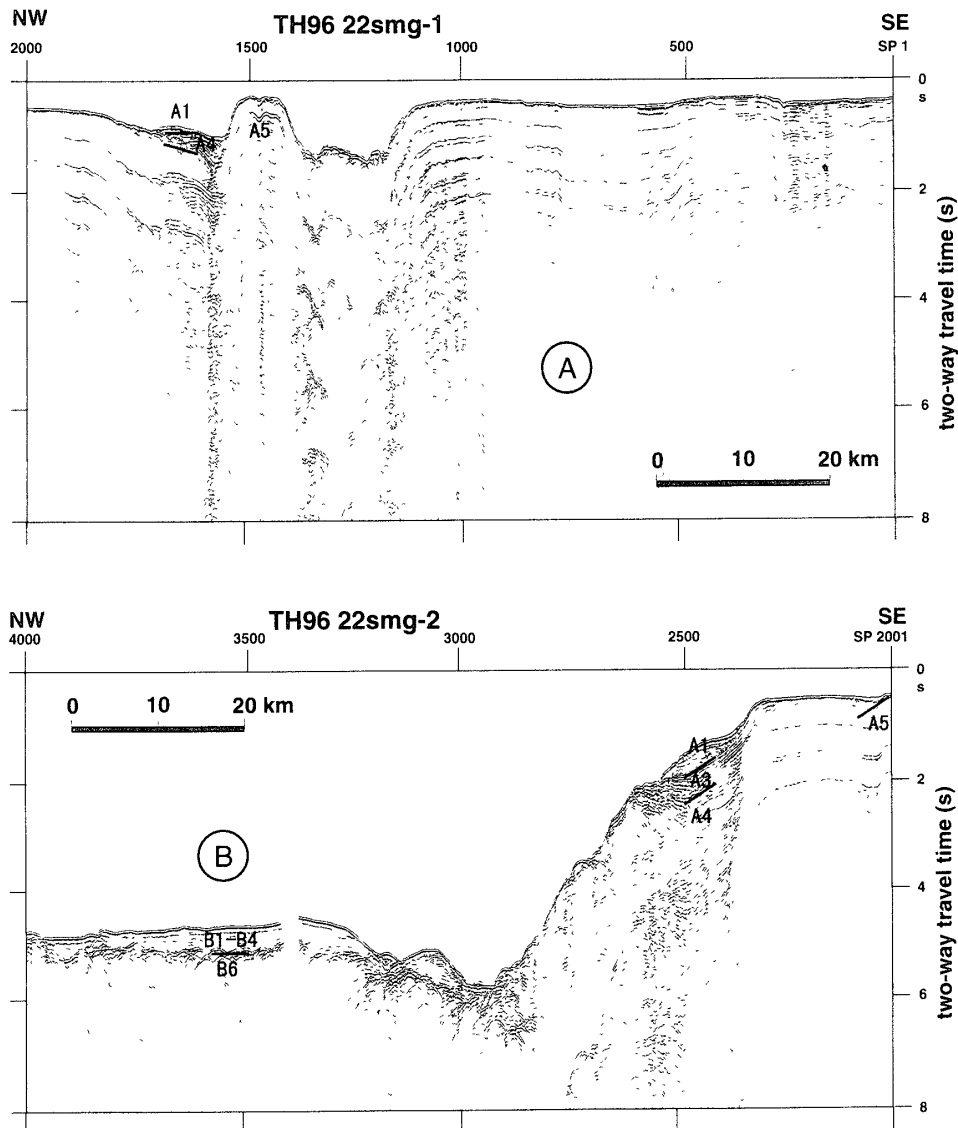 NW TH96 22smg-1 SE
2000 1500 1000 500 SP 1
0
s
A1
A4 A5
2
two-way travel time (s)
4
A
6
0 10 20 km
8
NW TH96 22smg-2 SE
4000 3500 3000 2500 SP 2001
0
s
0 10 20 km
A5
A1
2
A3
A4
two-way travel time (s)
B
4
B1-B4
B6
6
8